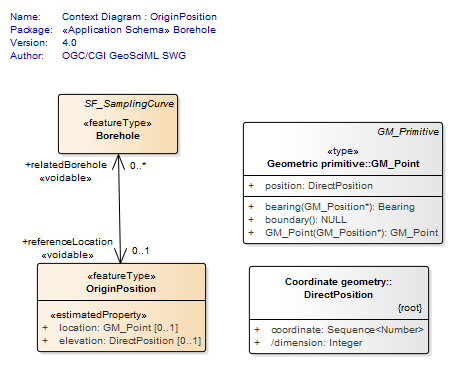 Name: Context Diagram : OriginPosition
Package: «Application Schema» Borehole
Version: 4.0
Author: OGC/CGI GeoSciML SWG
SF_SamplingCurve
«featureType»
Borehole
+relatedBorehole 0..*
«voidable»
+referenceLocation
«voidable» 0..1
«featureType»
OriginPosition
«estimatedProperty»
+ location: GM_Point [0..1]
+ elevation: DirectPosition [0..1]
GM_Primitive
«type»
Geometric primitive::GM_Point
+ position: DirectPosition
+ bearing(GM_Position*): Bearing
+ boundary(): NULL
+ GM_Point(GM_Position*): GM_Point
Coordinate geometry::
DirectPosition
{root}
+ coordinate: Sequence<Number>
+ /dimension: Integer